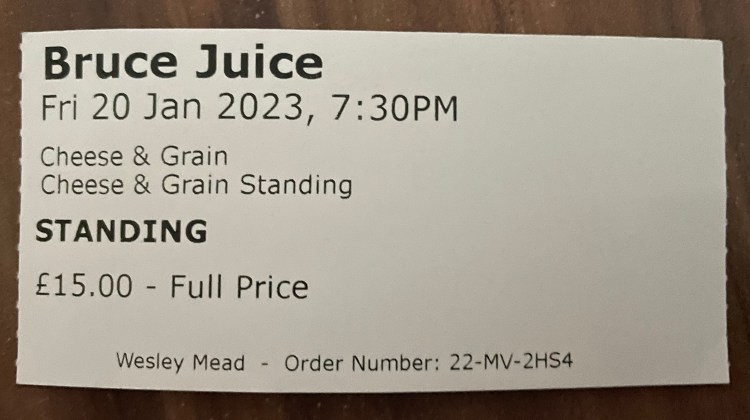 Bruce Juice
Fri 20 Jan 2023, 7:30PM
Cheese & Grain
Cheese & Grain Standing
STANDING
£15.00 - Full Price
Wesley Mead - Order Number: 22-MV-2HS4